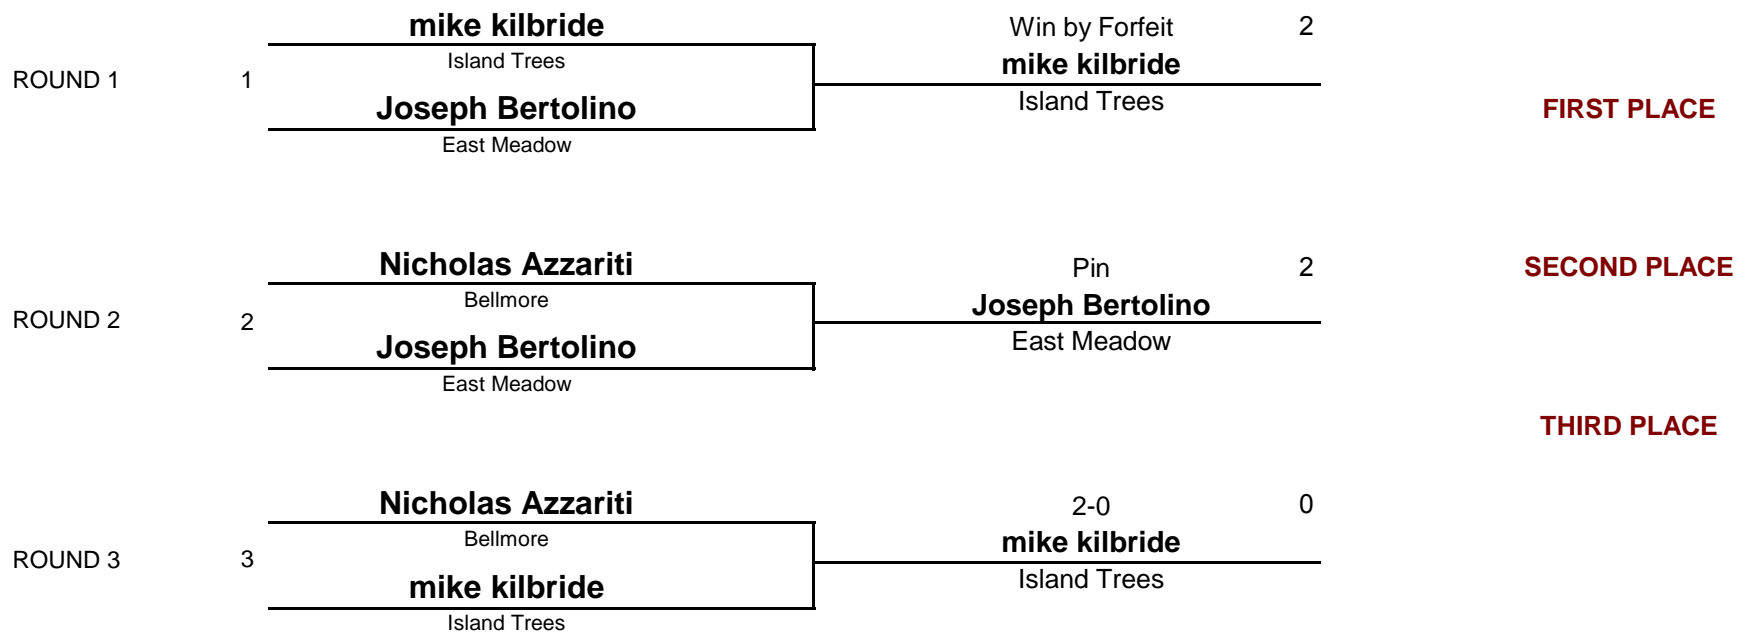 mike kilbride
Win by Forfeit 2
Island Trees
mike kilbride
ROUND 1 1
Island Trees
Joseph Bertolino
FIRST PLACE
East Meadow
Nicholas Azzariti
Pin 2
SECOND PLACE
Bellmore
Joseph Bertolino
ROUND 2 2
East Meadow
Joseph Bertolino
East Meadow
THIRD PLACE
Nicholas Azzariti
2-0 0
Bellmore
mike kilbride
ROUND 3 3
Island Trees
mike kilbride
Island Trees